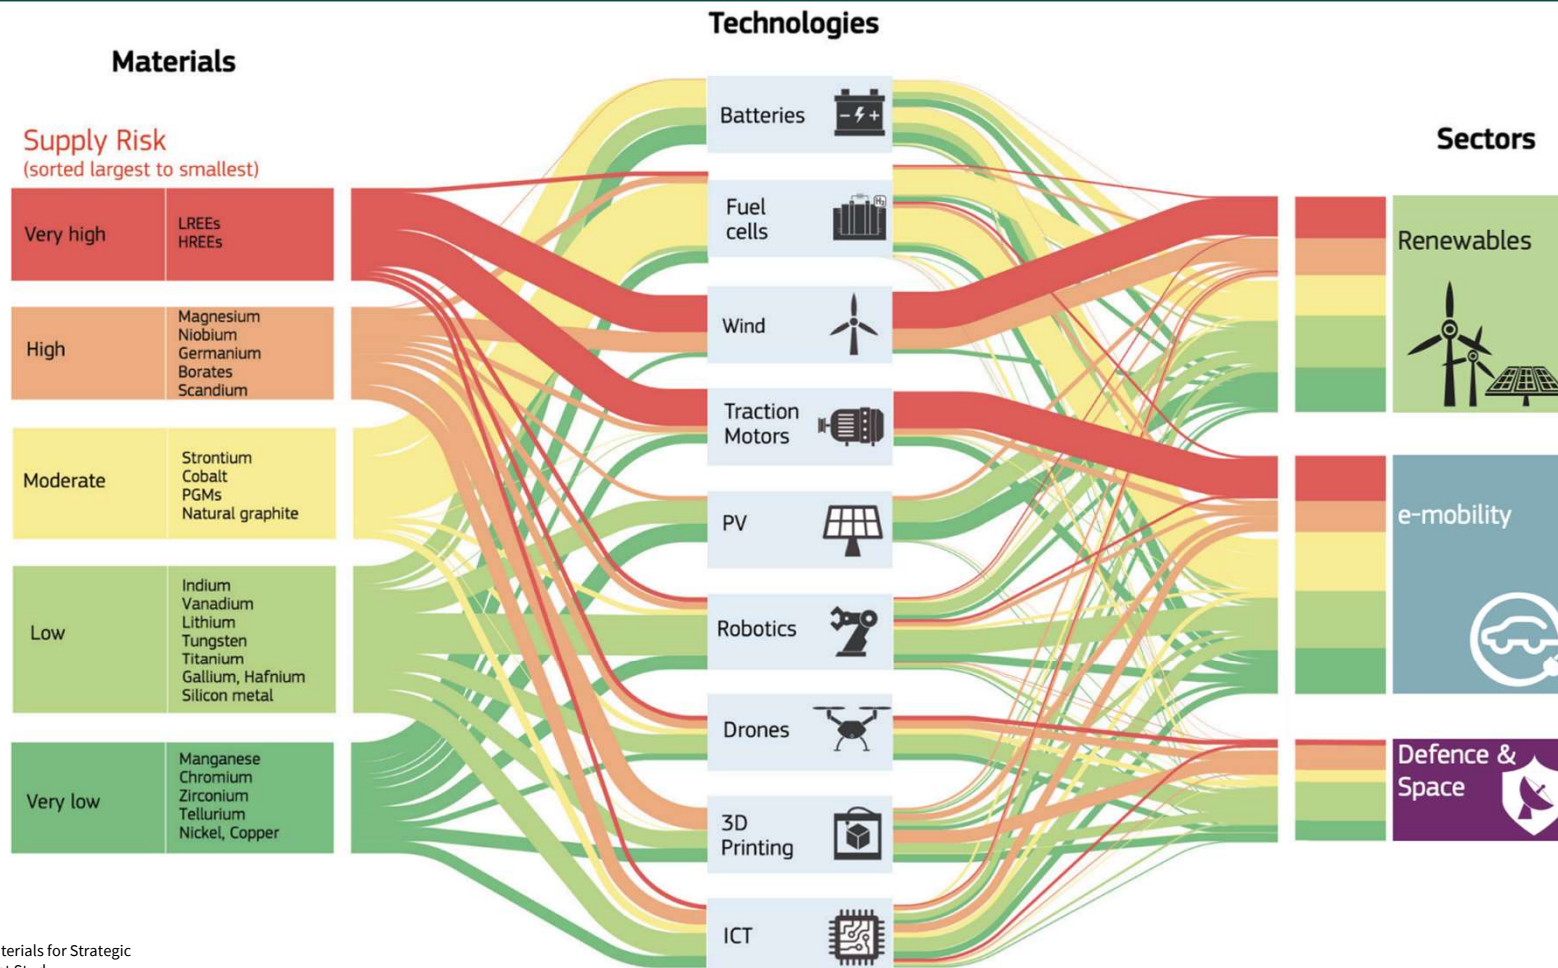 Technologies
Materials
Supply Risk
(sorted largest to smallest)
Very high
LREEs
HREEs
High
Magnesium
Niobium
Germanium
Borates
Scandium
Moderate
Strontium
Cobalt
PGMs
Natural graphite
Low
Indium
Vanadium
Lithium
Tungsten
Titanium
Gallium, Hafnium
Silicon metal
Very low
Manganese
Chromium
Zirconium
Tellurium
Nickel, Copper
Batteries
Fuel
cells
H₂
Wind
Traction
Motors
PV
Robotics
Drones
3D
Printing
ICT
Sectors
Renewables
e-mobility
Defence &
Space
terials for Strategic